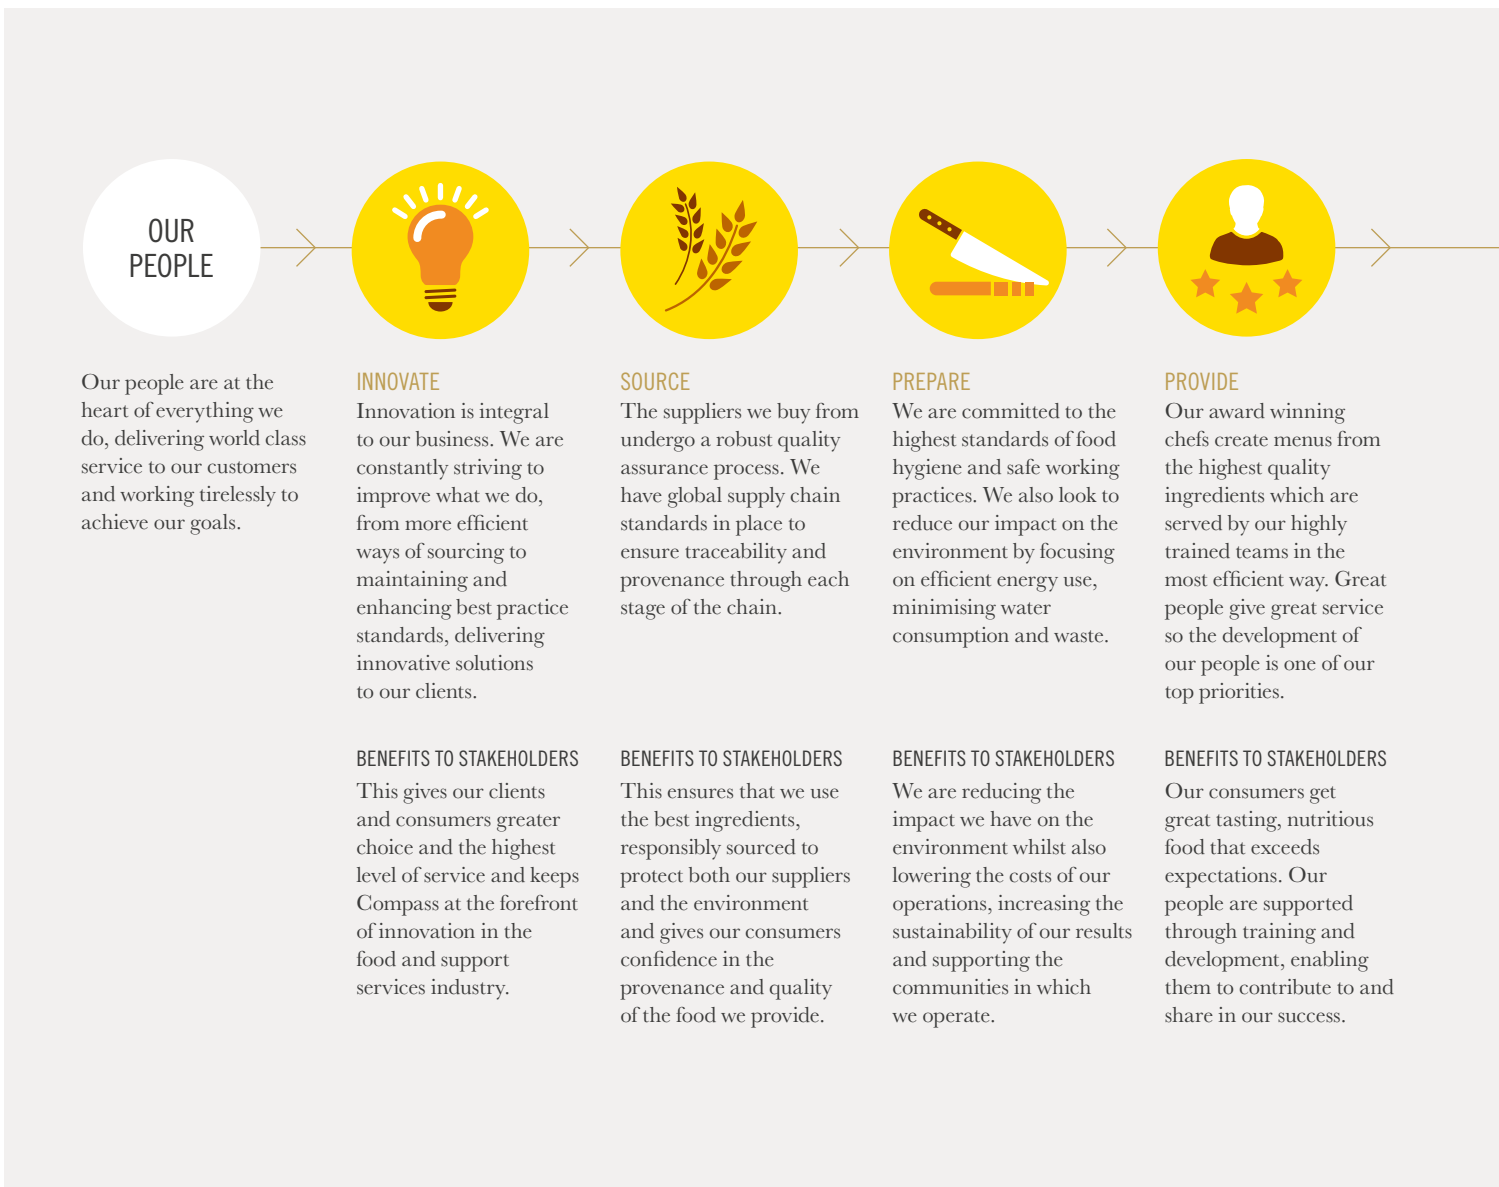 OUR
PEOPLE
Our people are at the
heart of everything we
do, delivering world class
service to our customers
and working tirelessly to
achieve our goals.
INNOVATE
Innovation is integral
to our business. We are
constantly striving to
improve what we do,
from more efficient
ways of sourcing to
maintaining and
enhancing best practice
standards, delivering
innovative solutions
to our clients.
BENEFITS TO STAKEHOLDERS
This gives our clients
and consumers greater
choice and the highest
level of service and keeps
Compass at the forefront
of innovation in the
food and support
services industry.
SOURCE
The suppliers we buy from
undergo a robust quality
assurance process. We
have global supply chain
standards in place to
ensure traceability and
provenance through each
stage of the chain.
BENEFITS TO STAKEHOLDERS
This ensures that we use
the best ingredients,
responsibly sourced to
protect both our suppliers
and the environment
and gives our consumers
confidence in the
provenance and quality
of the food we provide.
PREPARE
We are committed to the
highest standards of food
hygiene and safe working
practices. We also look to
reduce our impact on the
environment by focusing
on efficient energy use,
minimising water
consumption and waste.
BENEFITS TO STAKEHOLDERS
We are reducing the
impact we have on the
environment whilst also
lowering the costs of our
operations, increasing the
sustainability of our results
and supporting the
communities in which
we operate.
PROVIDE
Our award winning
chefs create menus from
the highest quality
ingredients which are
served by our highly
trained teams in the
most efficient way. Great
people give great service
so the development of
our people is one of our
top priorities.
BENEFITS TO STAKEHOLDERS
Our consumers get
great tasting, nutritious
food that exceeds
expectations. Our
people are supported
through training and
development, enabling
them to contribute to and
share in our success.